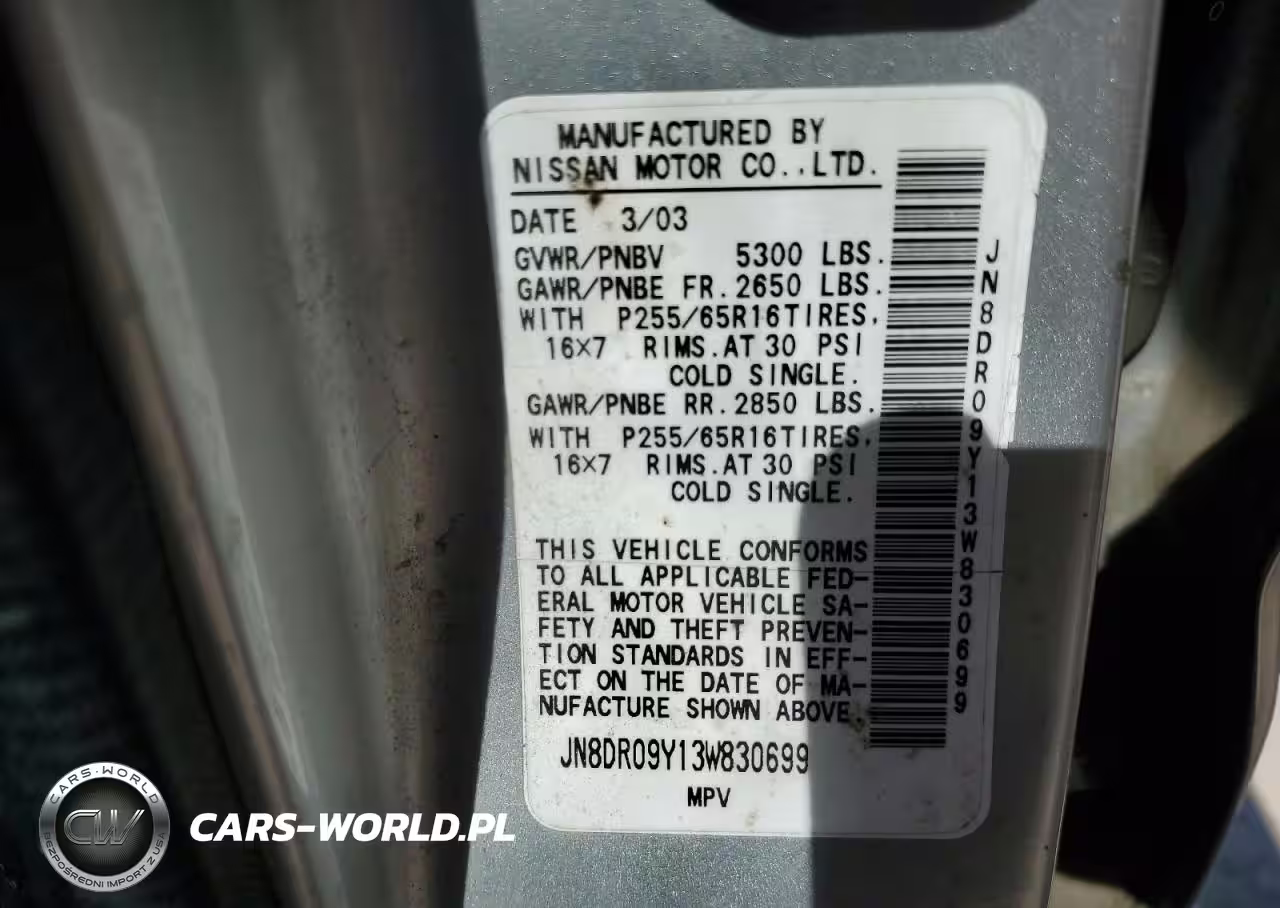 MANUFACTURED BY
NISSAN MOTOR CO.,LTD.
DATE 3/03
GVWR/PNBV 5300 LBS.
GAWR/PNBE FR.2650 LBS.
WITH P255/65R16TIRES,
16×7 RIMS.AT 30 PSI
COLD SINGLE.
GAWR/PNBE RR.2850 LBS.
WITH P255/65R16TIRES,
16×7 RIMS.AT 30 PSI
COLD SINGLE.
THIS VEHICLE CONFORMS
TO ALL APPLICABLE FED-
ERAL MOTOR VEHICLE SA-
FETY AND THEFT PREVEN-
TION STANDARDS IN EFF-
ECT ON THE DATE OF MA-
NUFACTURE SHOWN ABOVE.
JN8DR09Y13W830699
MPV
JN8DR09Y13W830699
CARS-WORLD
CW
BEZPOŚREDNI IMPORT Z USA
CARS-WORLD.PL